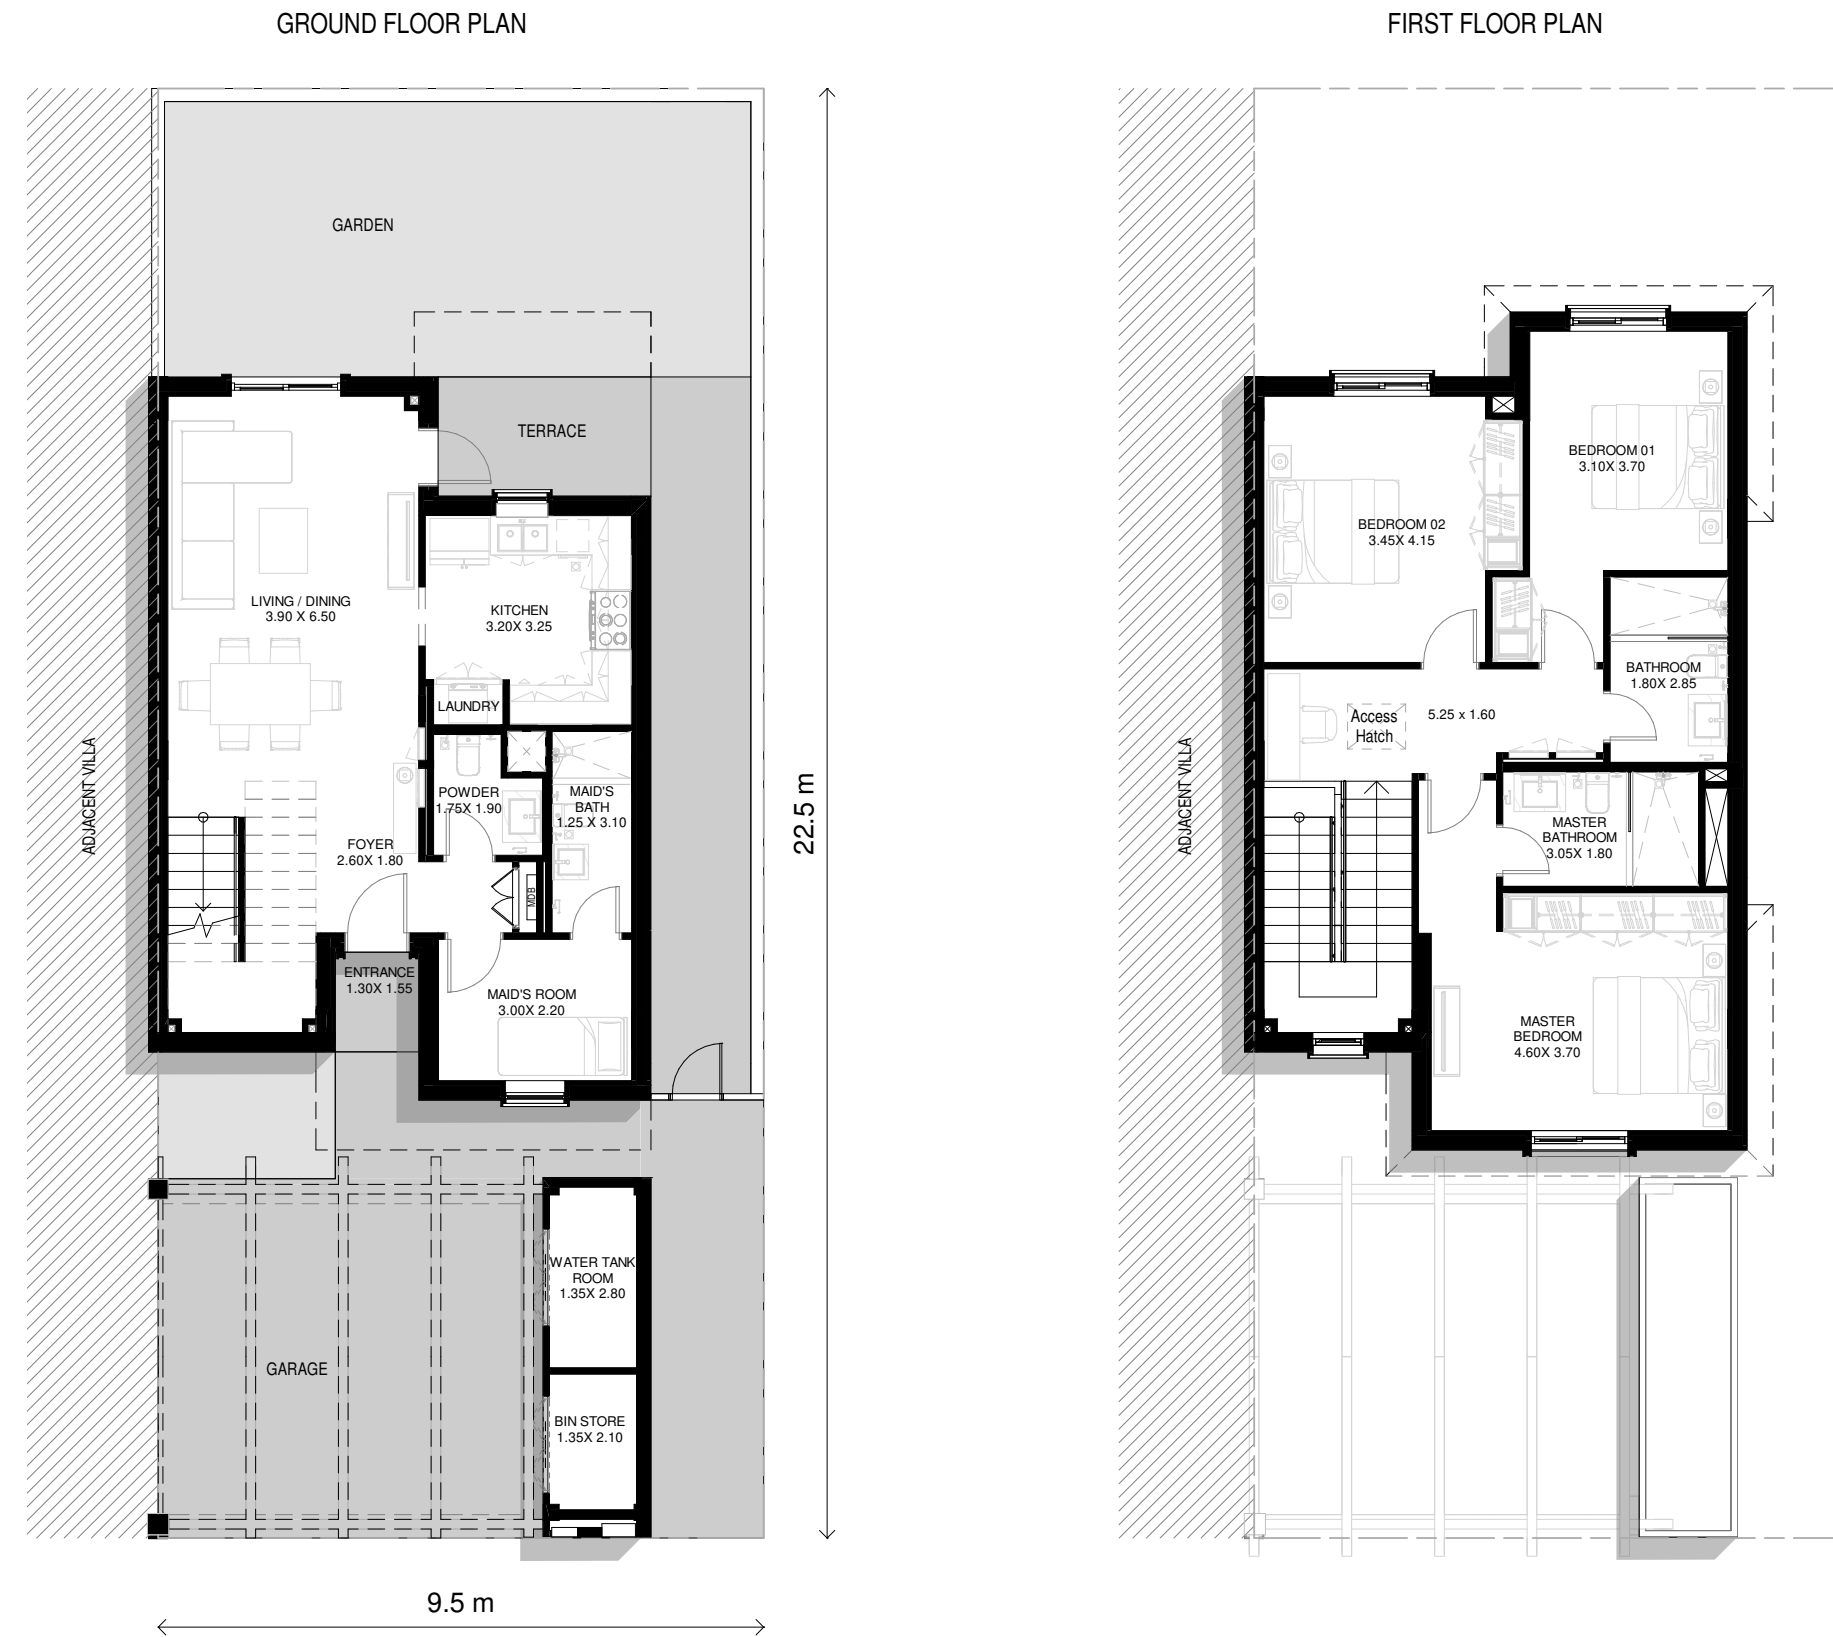 GROUND FLOOR PLAN
FIRST FLOOR PLAN
GARDEN
TERRACE
LIVING / DINING
3.90 X 6.50
KITCHEN
3.20X 3.25
LAUNDRY
POWDER
1.75X 1.90
MAID'S
BATH
1.25 X 3.10
FOYER
2.60X 1.80
MDB
ENTRANCE
1.30X 1.55
MAID'S ROOM
3.00X 2.20
ADJACENT VILLA
WATER TANK
ROOM
1.35X 2.80
GARAGE
BIN STORE
1.35X 2.10
22.5 m
9.5 m
BEDROOM 01
3.10X 3.70
BEDROOM 02
3.45X 4.15
BATHROOM
1.80X 2.85
Access
Hatch
5.25 x 1.60
ADJACENT VILLA
MASTER
BATHROOM
3.05X 1.80
MASTER
BEDROOM
4.60X 3.70